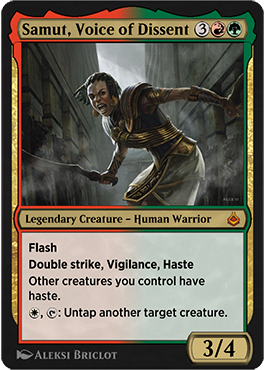 Samut, Voice of Dissent 3
Legendary Creature – Human Warrior
Flash
Double strike, Vigilance, Haste
Other creatures you control have
haste.
, : Untap another target creature.
Aleksi Briclot
3/4